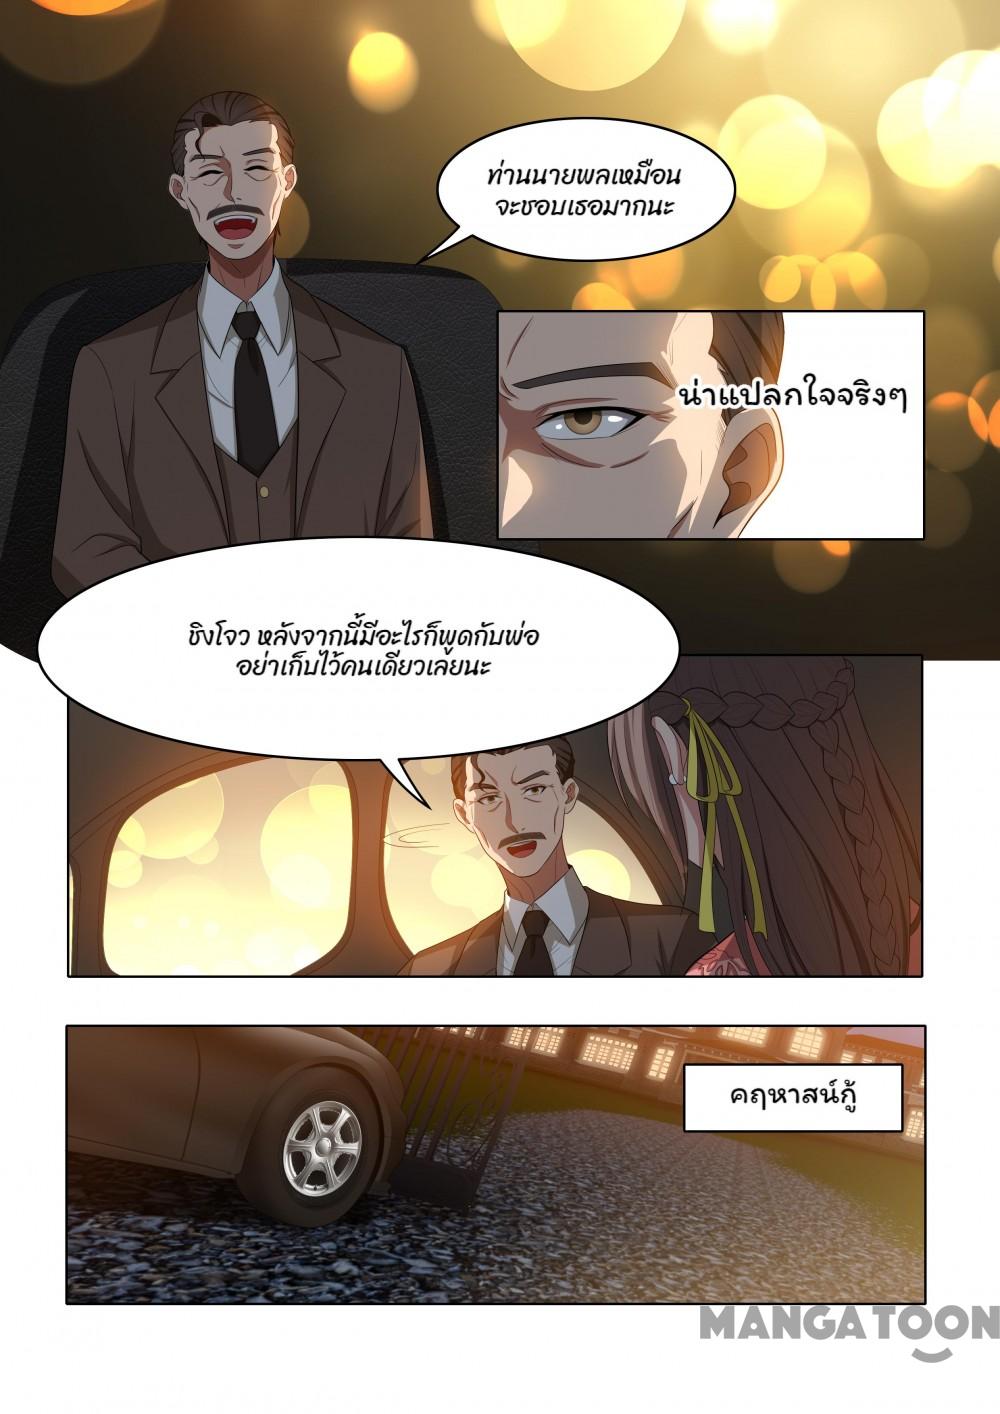 ท่านนายพลเหมือน
จะชอบเธอมากนะ
น่าแปลกใจจริงๆ
ชิงโจว หลังจากนี้มีอะไรก็พูดกับพ่อ
อย่าเก็บไว้คนเดียวเลยนะ
คฤหาสน์กู้
MANGATOON